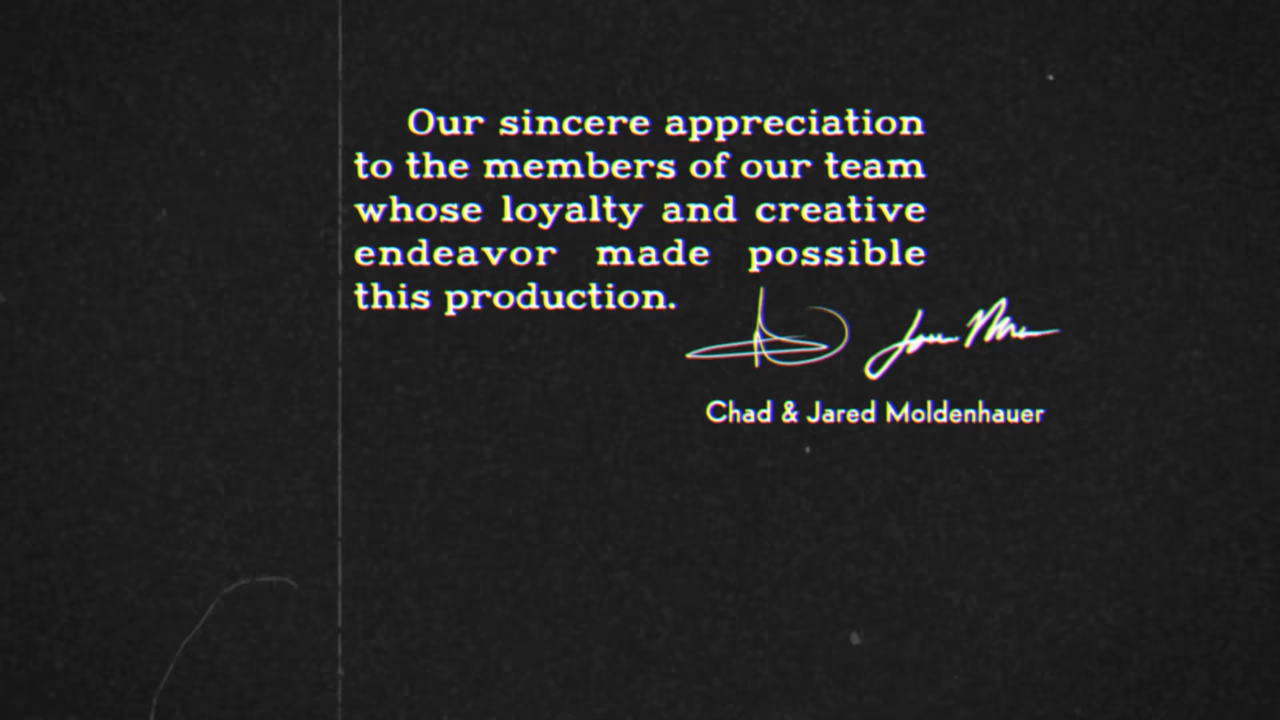 Our sincere appreciation
to the members of our team
whose loyalty and creative
endeavor made possible
this production.
Chad & Jared Moldenhauer